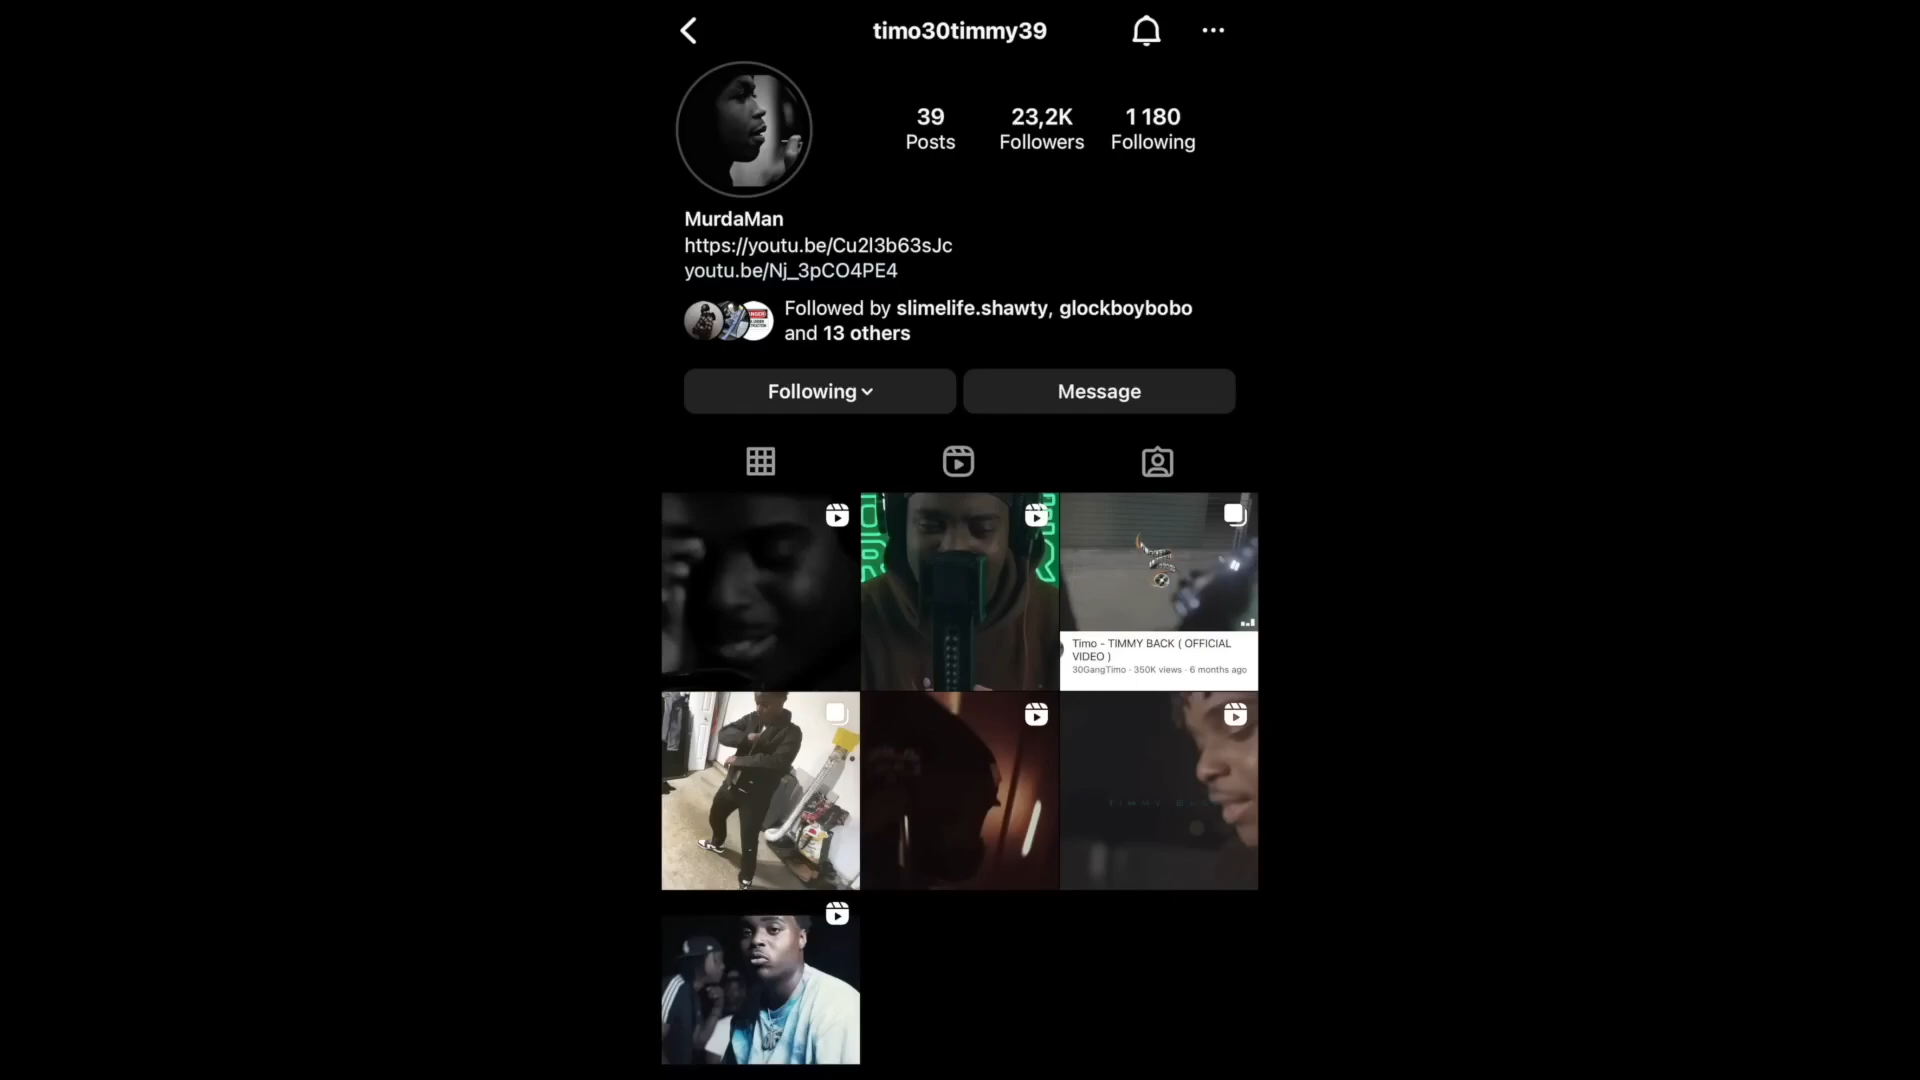 timo30timmy39
39
23,2K
1 180
Posts
Followers
Following
MurdaMan
https://youtu.be/Cu2l3b63sJc
youtu.be/Nj_3pCO4PE4
Followed by slimelife.shawty, glockboybobo
and 13 others
Following
Message
Timo - TIMMY BACK ( OFFICIAL
VIDEO )
30GangTimo · 350K views · 6 months ago
TIMMY